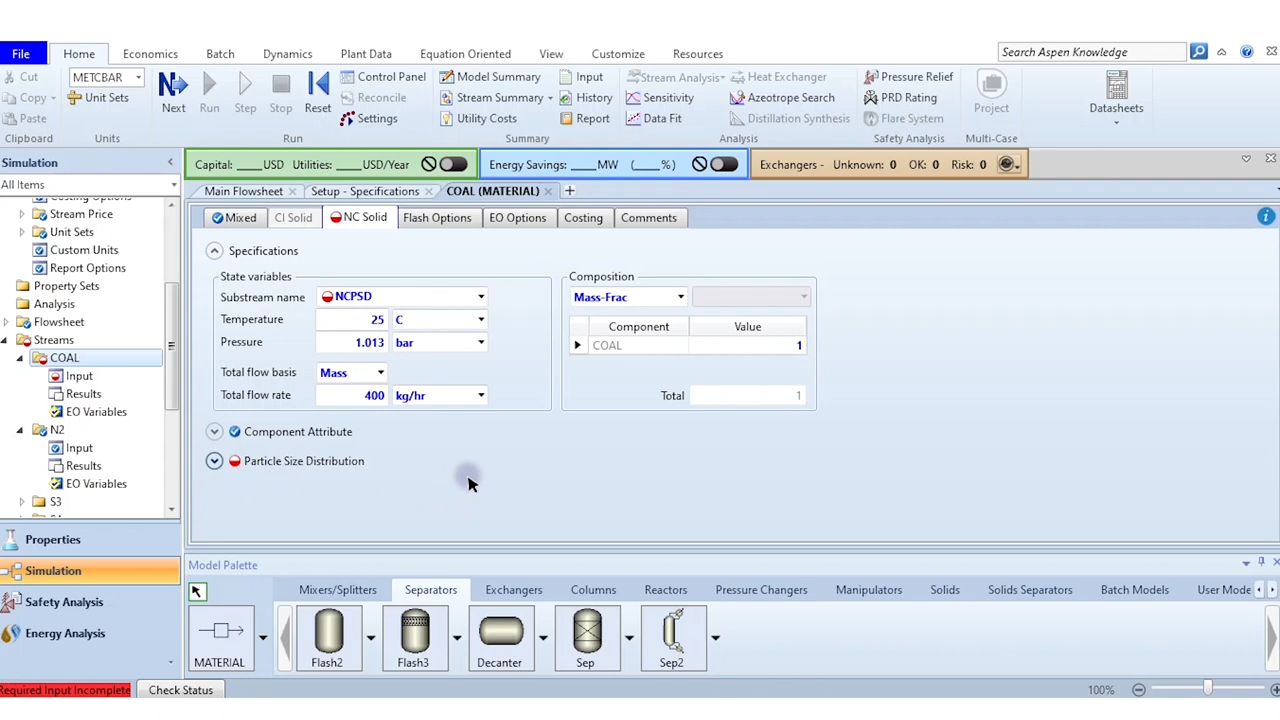 File Home Economics Batch Dynamics Plant Data Equation Oriented View Customize Resources Search Aspen Knowledge
Cut METCBAR Control Panel Model Summary Input Stream Analysis Heat Exchanger Pressure Relief
Copy Unit Sets Next Run Step Stop Reset Reconcile Stream Summary History Sensitivity Azeotrope Search PRD Rating Project Datasheets
Paste Settings Utility Costs Report Data Fit Distillation Synthesis Flare System
Clipboard Units Run Summary Analysis Safety Analysis Multi-Case
Simulation Capital: ____USD Utilities: ____USD/Year Energy Savings: ____MW (____%) Exchangers - Unknown: 0 OK: 0 Risk: 0
All Items Main Flowsheet Setup - Specifications COAL (MATERIAL)
Stream Price Mixed CI Solid NC Solid Flash Options EO Options Costing Comments
Unit Sets
Custom Units Specifications
Report Options State variables Composition
Property Sets Substream name NCPSD Mass-Frac
Analysis
Flowsheet Temperature 25 C Component Value
Streams Pressure 1.013 bar COAL 1
COAL
Input Total flow basis Mass
Results Total flow rate 400 kg/hr Total 1
EO Variables
N2 Component Attribute
Input
Results Particle Size Distribution
EO Variables
S3
Properties
Simulation Model Palette
Safety Analysis Mixers/Splitters Separators Exchangers Columns Reactors Pressure Changers Manipulators Solids Solids Separators Batch Models User Mode
Energy Analysis
MATERIAL Flash2 Flash3 Decanter Sep Sep2
Required Input Incomplete Check Status 100%